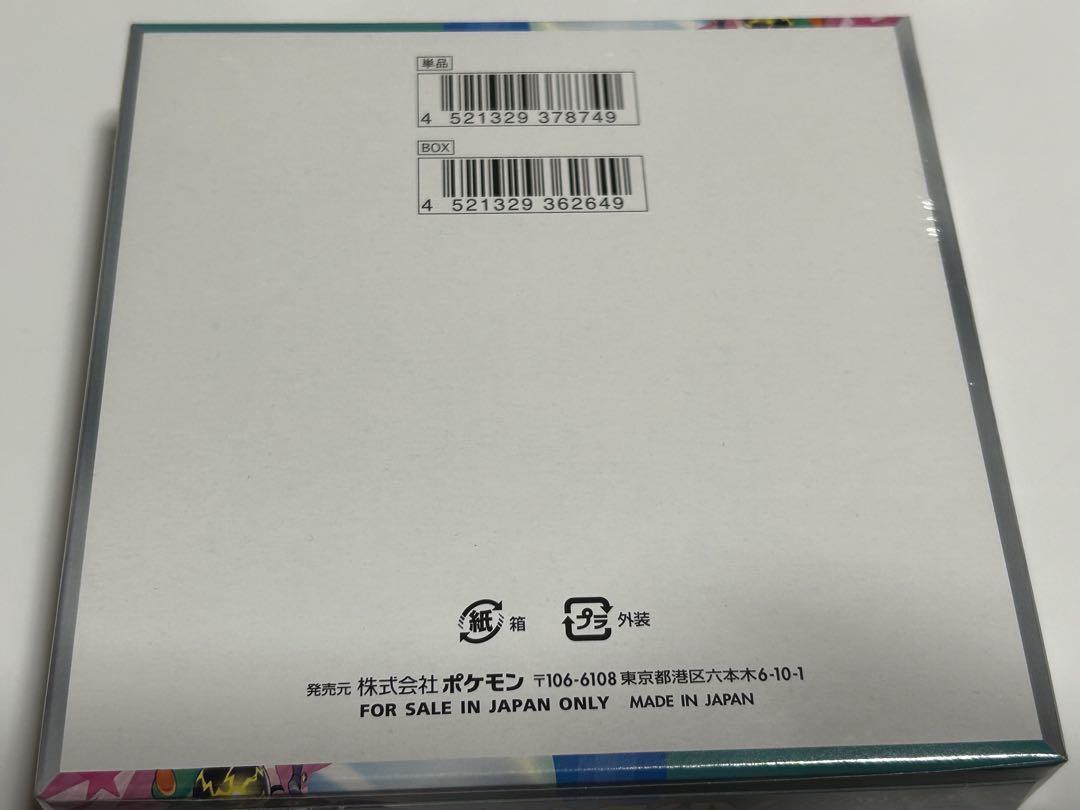 単品
4 521329 378749
BOX
4 521329 362649
紙 箱 プラ 外装
発売元 株式会社ポケモン 〒106-6108 東京都港区六本木6-10-1
FOR SALE IN JAPAN ONLY MADE IN JAPAN